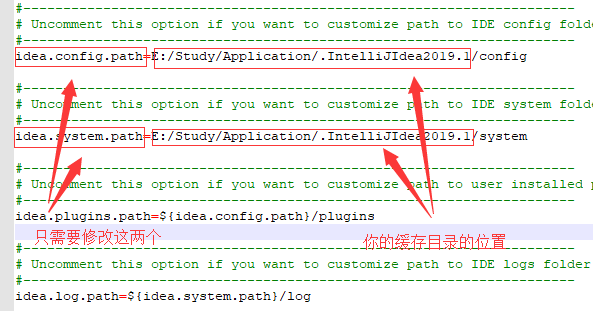 #---------------------------------------------------------------------
# Uncomment this option if you want to customize path to IDE config folde
#---------------------------------------------------------------------
idea.config.path=E:/Study/Application/.IntelliJIdea2019.1/config
#---------------------------------------------------------------------
# Uncomment this option if you want to customize path to IDE system folde
#---------------------------------------------------------------------
idea.system.path=E:/Study/Application/.IntelliJIdea2019.1/system
#---------------------------------------------------------------------
# Uncomment this option if you want to customize path to user installed p
#---------------------------------------------------------------------
idea.plugins.path=${idea.config.path}/plugins
只需要修改这两个
你的缓存目录的位置
#---------------------------------------------------------------------
# Uncomment this option if you want to customize path to IDE logs folder
#---------------------------------------------------------------------
idea.log.path=${idea.system.path}/log